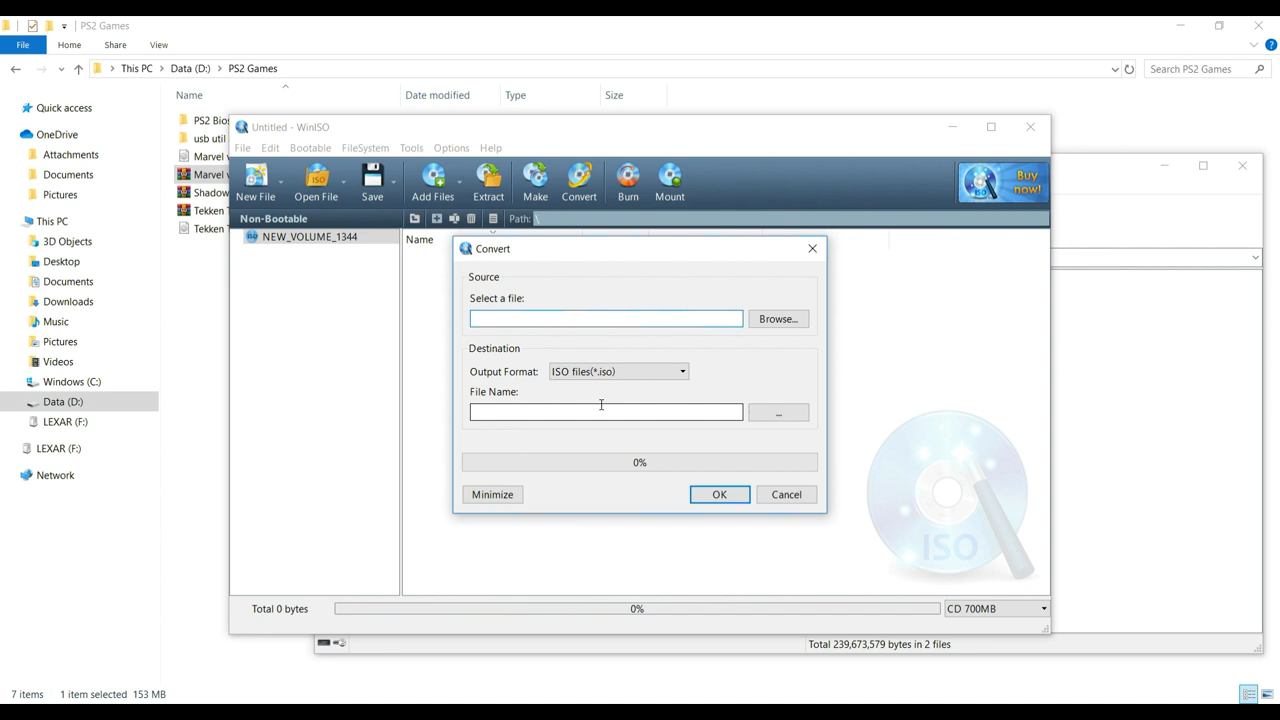 PS2 Games
File Home Share View
This PC Data (D:) PS2 Games
Search PS2 Games
Name Date modified Type Size
Quick access
OneDrive
Attachments
Documents
Pictures
This PC
3D Objects
Desktop
Documents
Downloads
Music
Pictures
Videos
Windows (C:)
Data (D:)
LEXAR (F:)
LEXAR (F:)
Network
PS2 Bios
usb util
Marvel
Marvel
Shadow
Tekken
Tekken
Untitled - WinISO
File Edit Bootable FileSystem Tools Options Help
New File Open File Save Add Files Extract Make Convert Burn Mount
ISO
Buy now!
Non-Bootable
Path: \
NEW_VOLUME_1344
Name
Convert
Source
Select a file:
Browse...
Destination
Output Format: ISO files(*.iso)
File Name:
...
0%
Minimize OK Cancel
ISO
Total 0 bytes 0% CD 700MB
Total 239,673,579 bytes in 2 files
7 items 1 item selected 153 MB